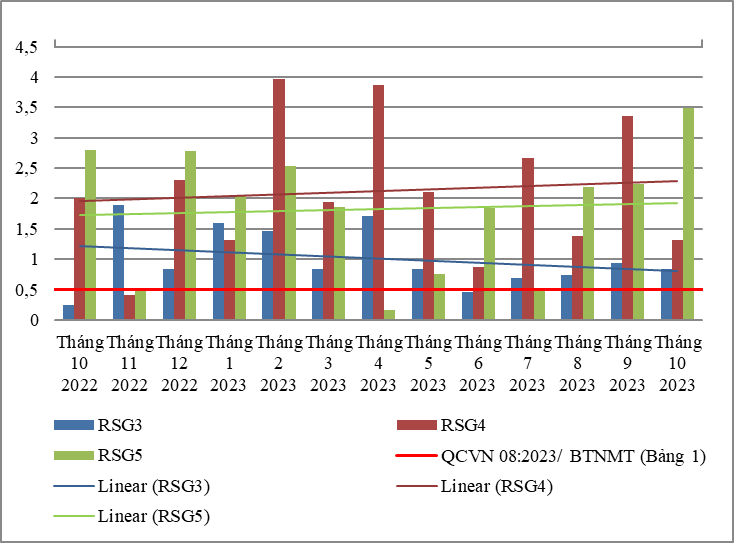 4,5
4
3,5
3
2,5
2
1,5
1
0,5
0
Tháng Tháng Tháng Tháng Tháng Tháng Tháng Tháng Tháng Tháng Tháng Tháng Tháng
10 11 12 1 2 3 4 5 6 7 8 9 10
2022 2022 2022 2023 2023 2023 2023 2023 2023 2023 2023 2023 2023
RSG3 RSG4
RSG5 QCVN 08:2023/ BTNMT (Bảng 1)
Linear (RSG3) Linear (RSG4)
Linear (RSG5)